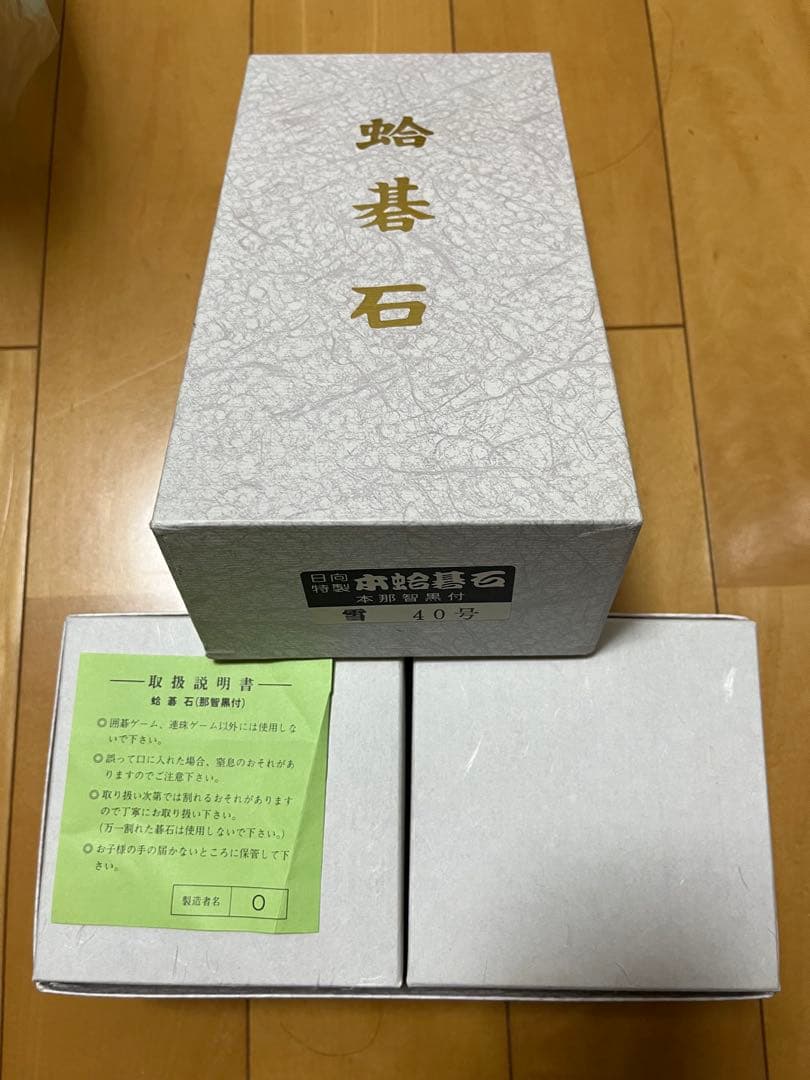 蛤
碁
石
日向
特製
本蛤碁石
本那智黒付
雪 40号
取扱説明書
蛤碁石(那智黒付)
◎囲碁ゲーム、連珠ゲーム以外には使用しな
いで下さい。
◎誤って口に入れた場合、窒息のおそれがあ
りますのでご注意下さい。
◎取り扱い次第では割れるおそれがあります
ので丁寧にお取り扱い下さい。
(万一割れた碁石は使用しないで下さい。)
◎お子様の手の届かないところに保管して下
さい。
製造者名 O